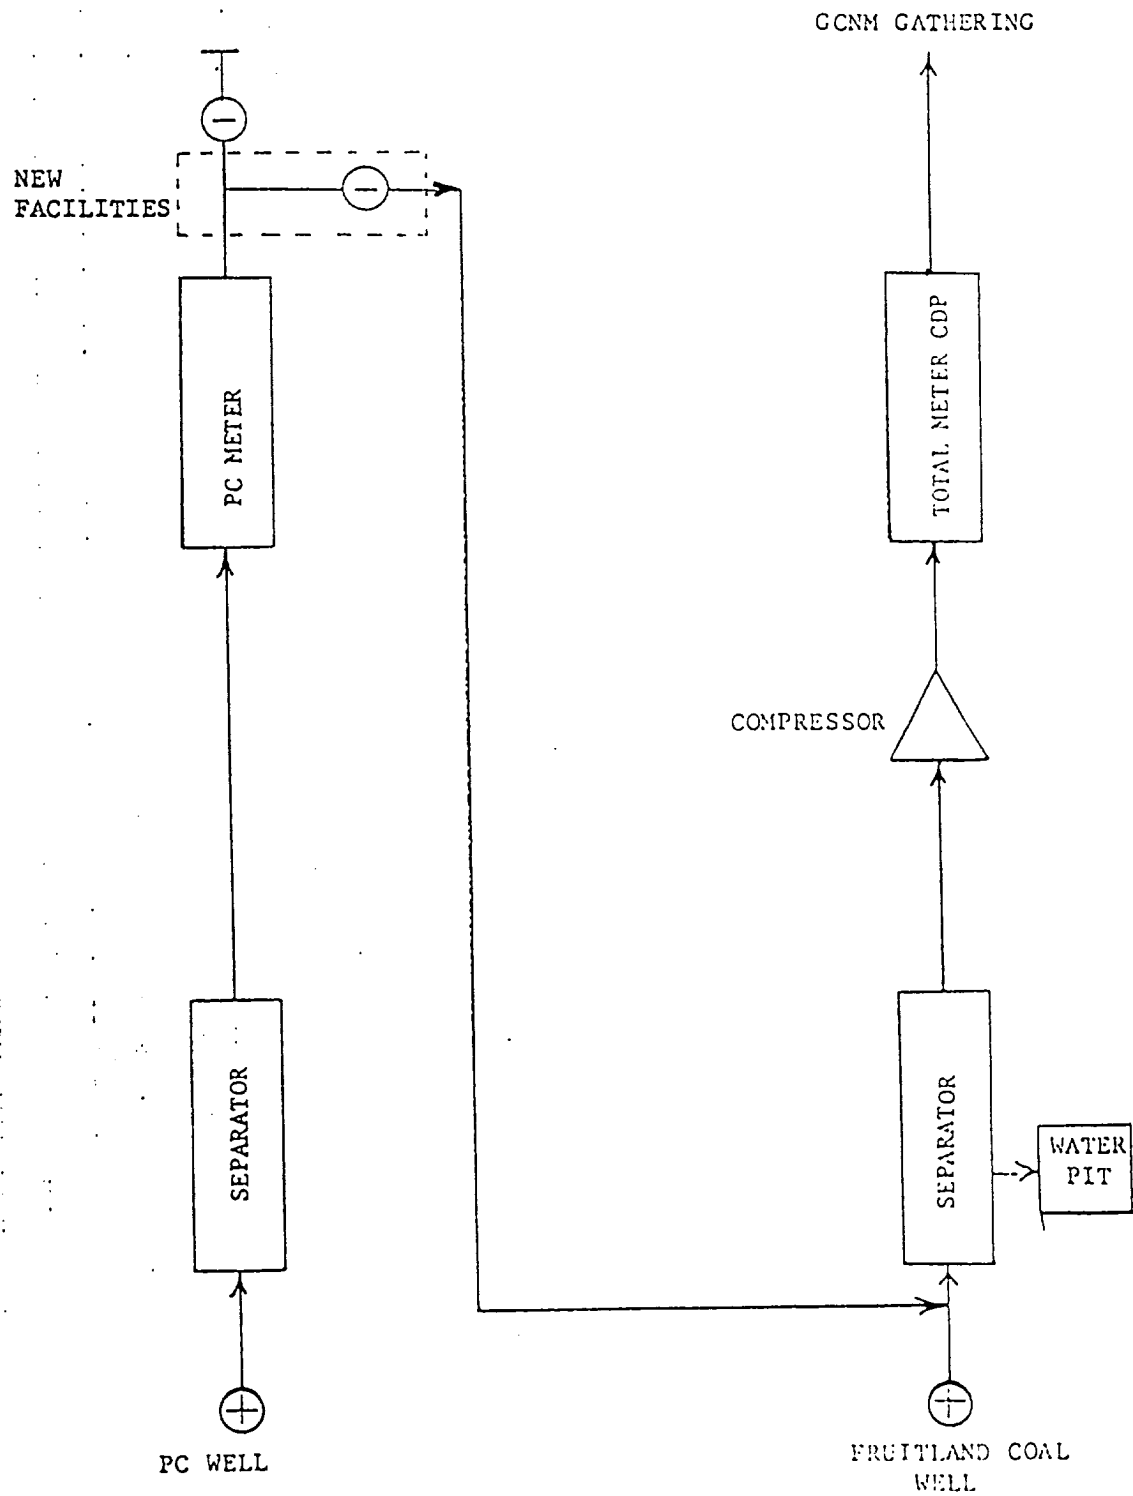 GCNM GATHERING
NEW
FACILITIES
PC METER
TOTAL METER CDP
COMPRESSOR
SEPARATOR
SEPARATOR
WATER
PIT
PC WELL
FRUITLAND COAL
WELL